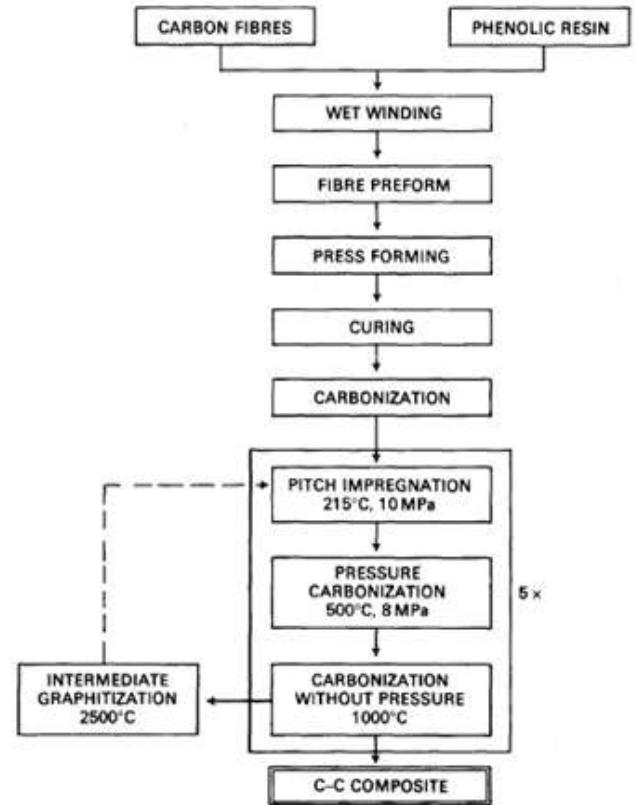 CARBON FIBRES
PHENOLIC RESIN
WET WINDING
FIBRE PREFORM
PRESS FORMING
CURING
CARBONIZATION
PITCH IMPREGNATION
215°C, 10 MPa
PRESSURE
CARBONIZATION
500°C, 8 MPa
5 ×
INTERMEDIATE
GRAPHITIZATION
2500°C
CARBONIZATION
WITHOUT PRESSURE
1000°C
C–C COMPOSITE